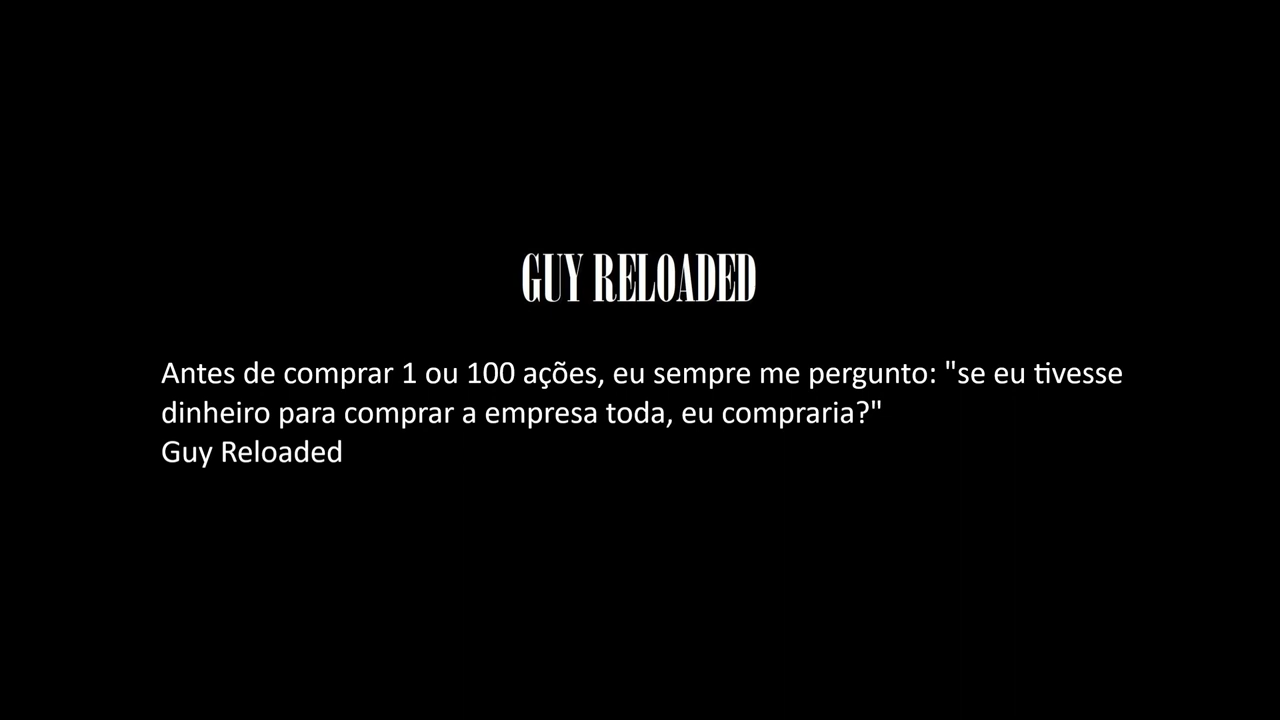 GUY RELOADED
Antes de comprar 1 ou 100 ações, eu sempre me pergunto: "se eu tivesse
dinheiro para comprar a empresa toda, eu compraria?"
Guy Reloaded